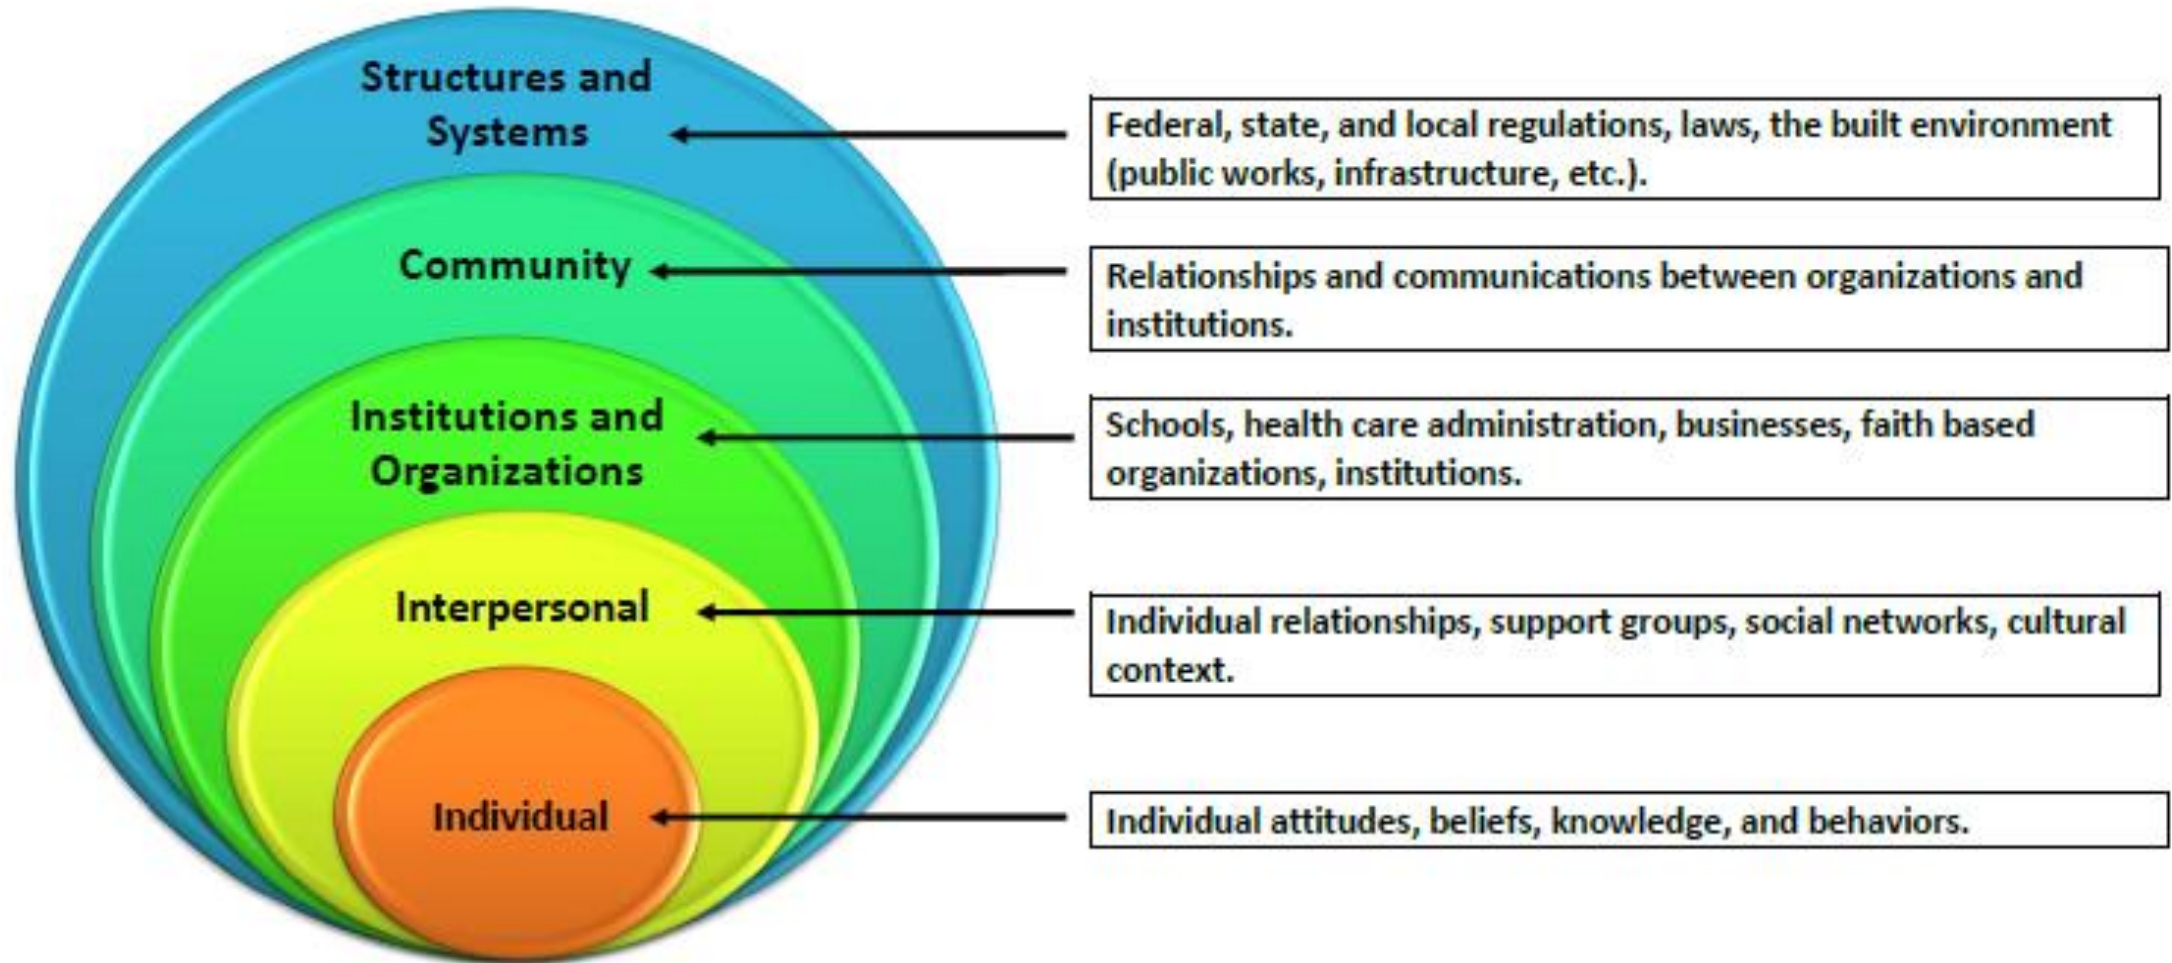 Structures and
Systems
Federal, state, and local regulations, laws, the built environment
(public works, infrastructure, etc.).
Community
Relationships and communications between organizations and
institutions.
Institutions and
Organizations
Schools, health care administration, businesses, faith based
organizations, institutions.
Interpersonal
Individual relationships, support groups, social networks, cultural
context.
Individual
Individual attitudes, beliefs, knowledge, and behaviors.